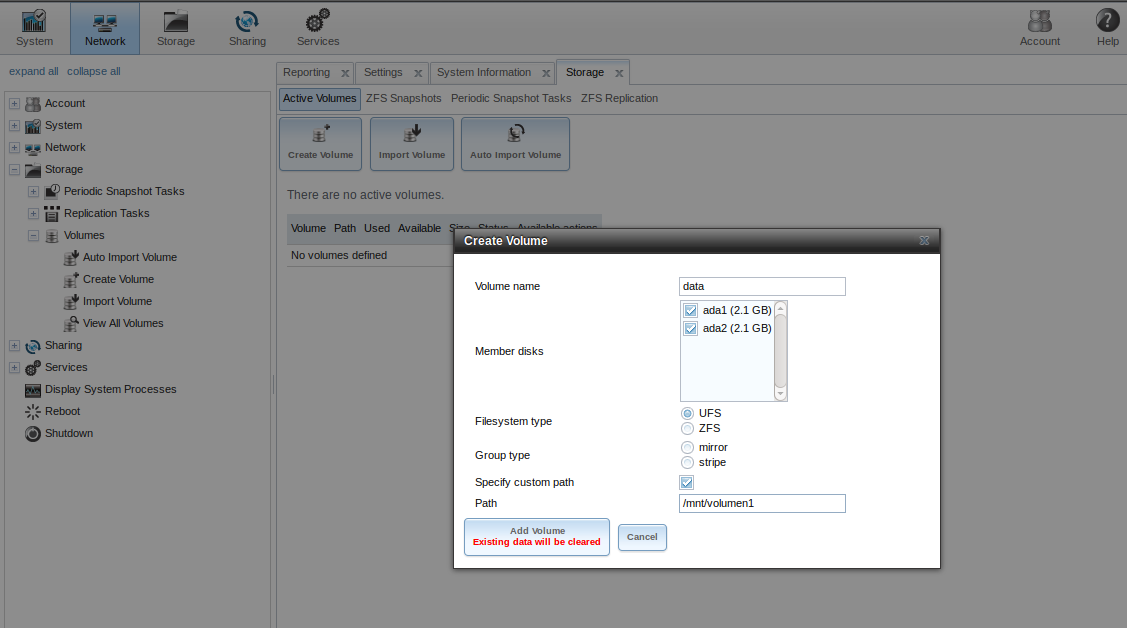 System Network Storage Sharing Services Account Help
expand all collapse all
Reporting Settings System Information Storage
Active Volumes ZFS Snapshots Periodic Snapshot Tasks ZFS Replication
Create Volume Import Volume Auto Import Volume
There are no active volumes.
Volume Path Used Available Size Status Available actions
No volumes defined
Account
System
Network
Storage
Periodic Snapshot Tasks
Replication Tasks
Volumes
Auto Import Volume
Create Volume
Import Volume
View All Volumes
Sharing
Services
Display System Processes
Reboot
Shutdown
Create Volume
Volume name data
Member disks
ada1 (2.1 GB)
ada2 (2.1 GB)
Filesystem type
UFS
ZFS
Group type
mirror
stripe
Specify custom path
Path /mnt/volumen1
Add Volume
Existing data will be cleared
Cancel